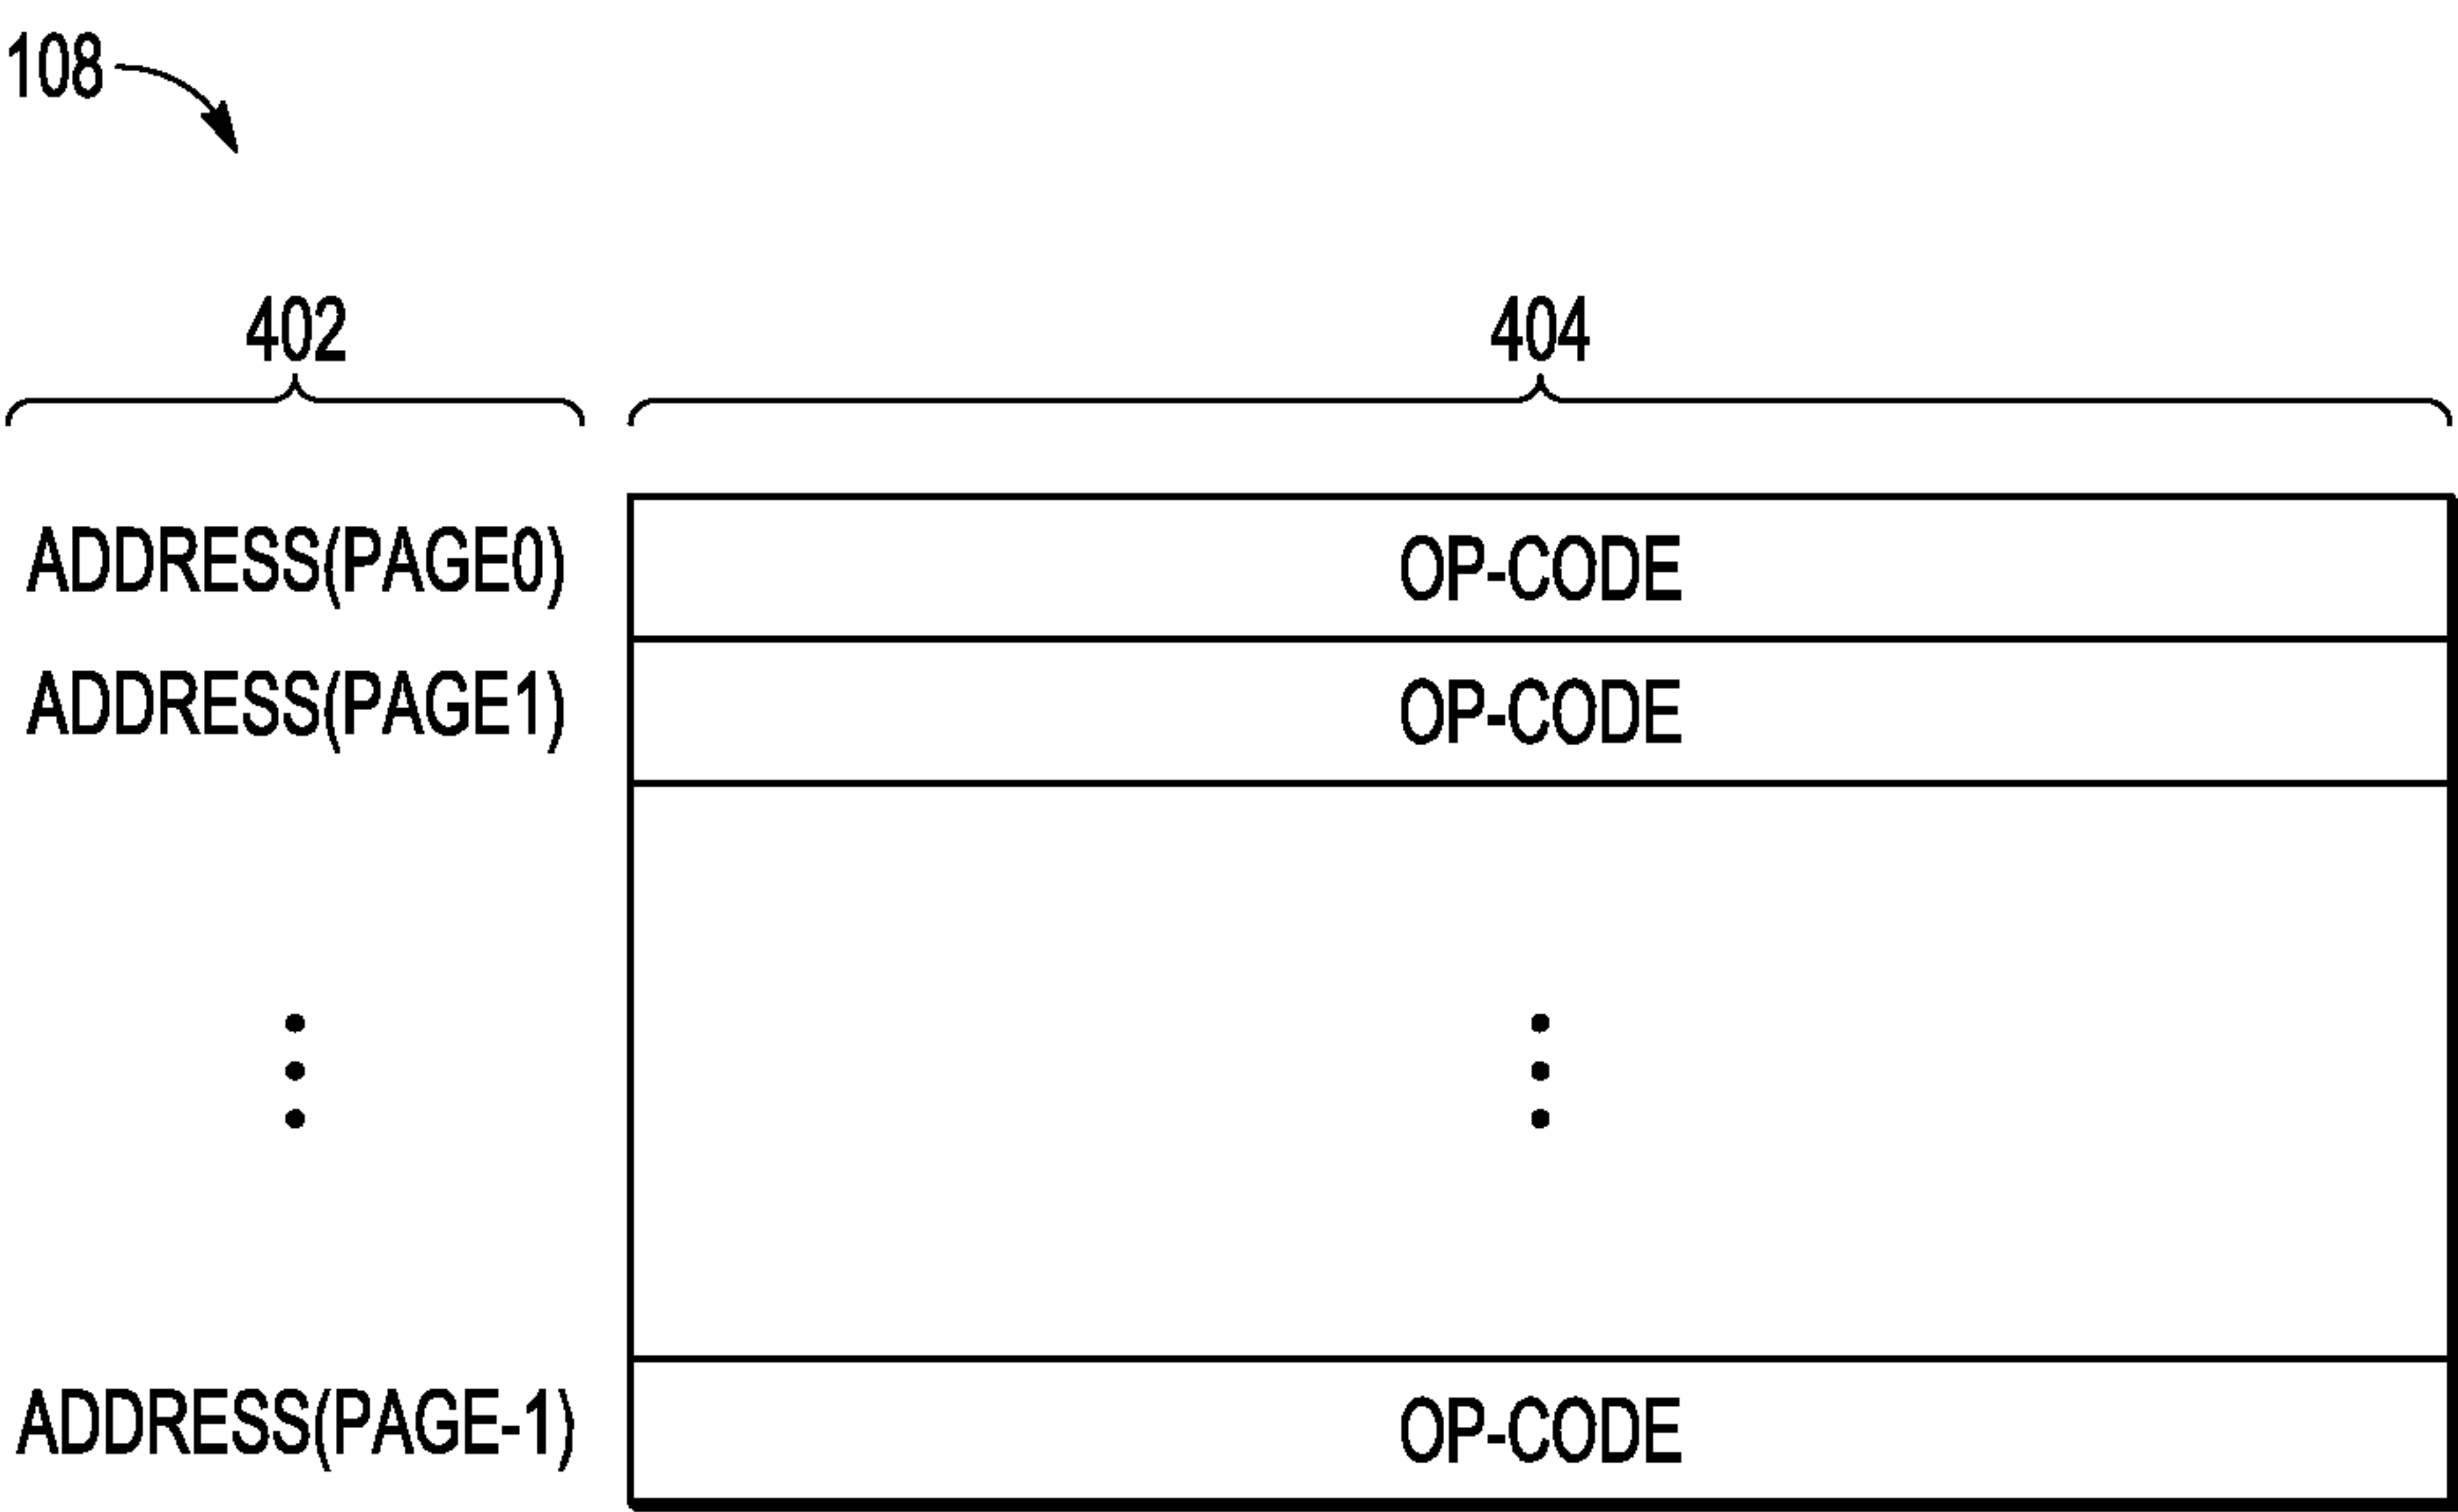 108
402 404
ADDRESS(PAGE0) OP-CODE
ADDRESS(PAGE1) OP-CODE
ADDRESS(PAGE-1) OP-CODE